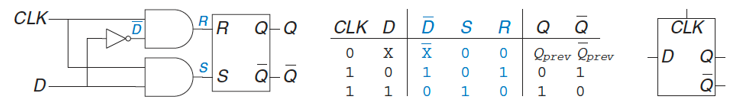 CLK
D̅
R
R
Q
Q
S
S
Q̅
Q̅
D
CLK D D̅ S R Q Q̅
0 X X̅ 0 0 Qprev Q̅prev
1 0 1 0 1 0 1
1 1 0 1 0 1 0
CLK
D Q
Q̅